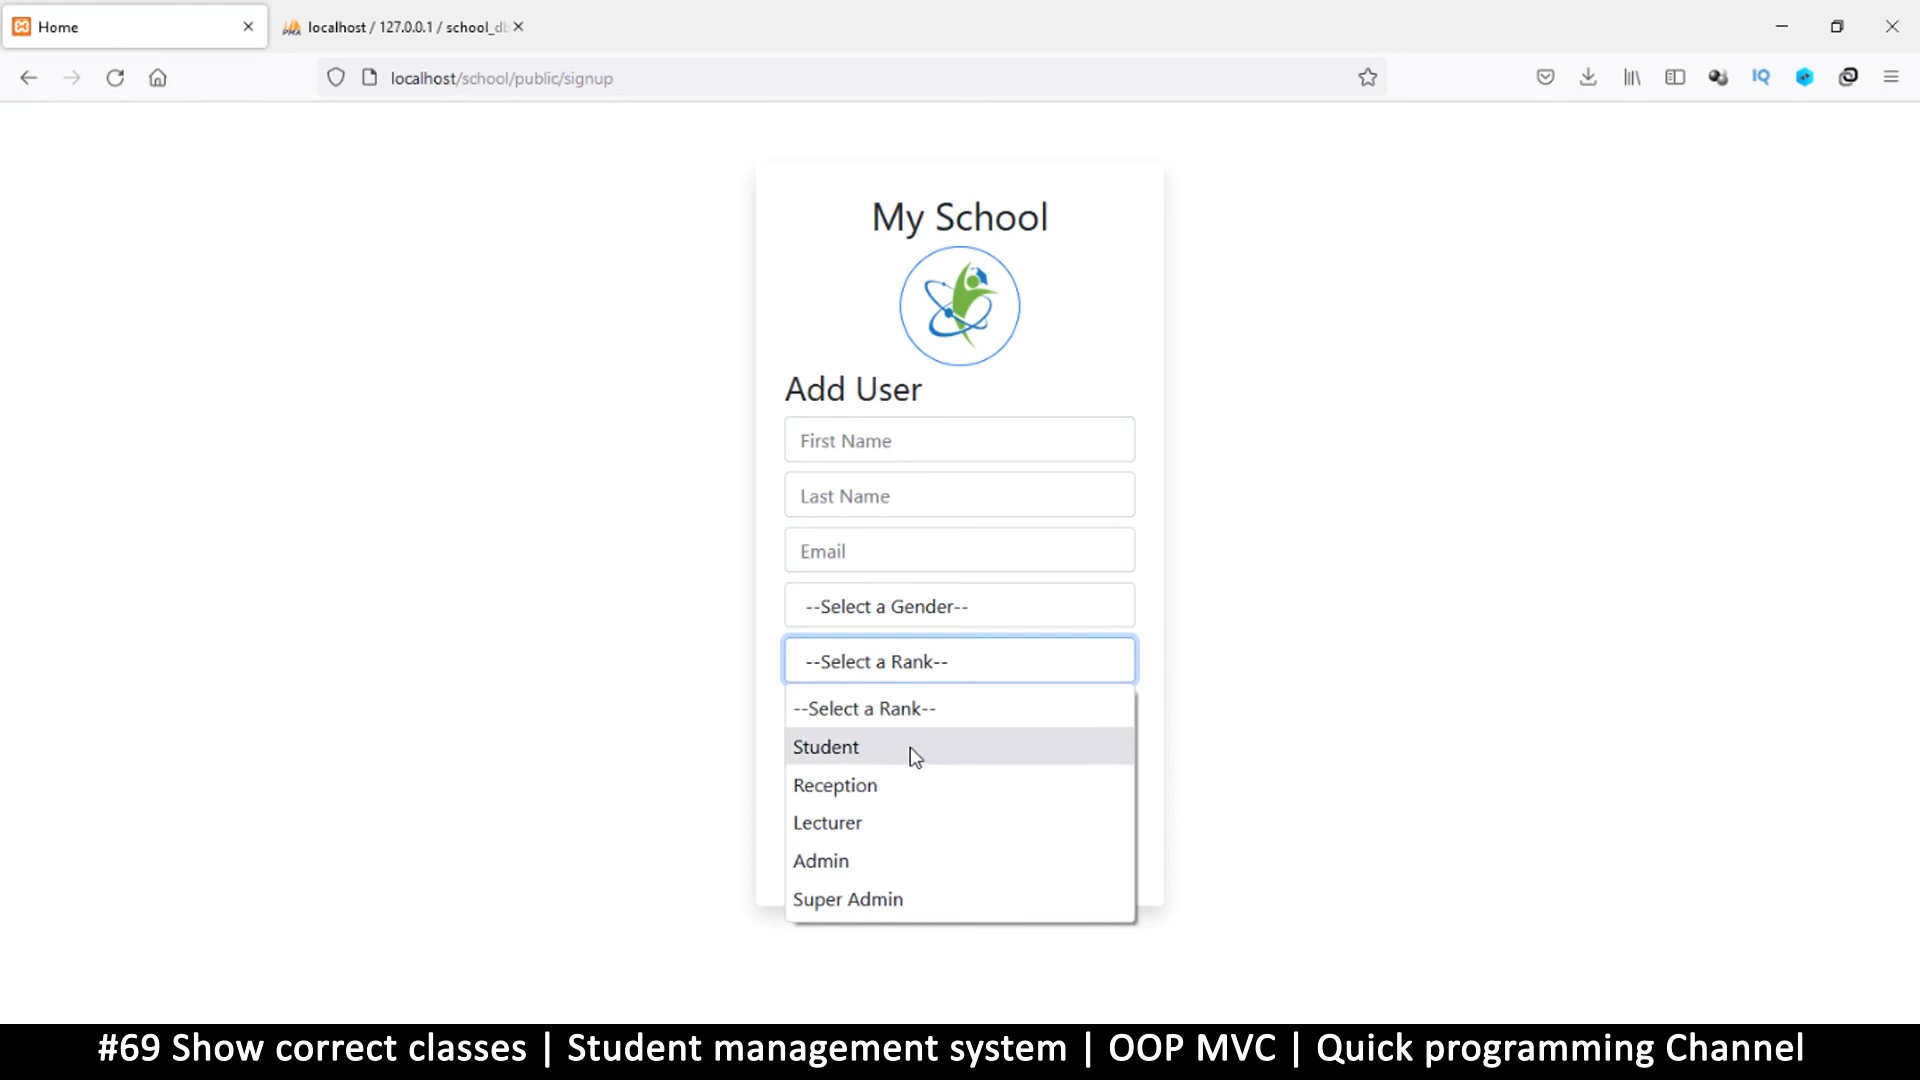 Home
localhost / 127.0.0.1 / school_db
localhost/school/public/signup
IQ
My School
Add User
First Name
Last Name
Email
--Select a Gender--
--Select a Rank--
--Select a Rank--
Student
Reception
Lecturer
Admin
Super Admin
#69 Show correct classes | Student management system | OOP MVC | Quick programming Channel